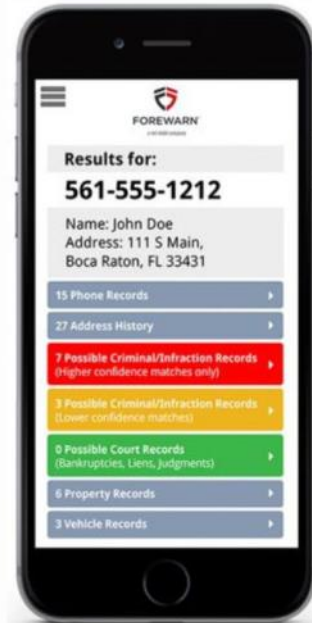 FOREWARN
Results for:
561-555-1212
Name: John Doe
Address: 111 S Main,
Boca Raton, FL 33431
15 Phone Records
27 Address History
7 Possible Criminal/Infraction Records
(Higher confidence matches only)
3 Possible Criminal/Infraction Records
(Lower confidence matches)
0 Possible Court Records
(Bankruptcies, Liens, Judgments)
6 Property Records
3 Vehicle Records